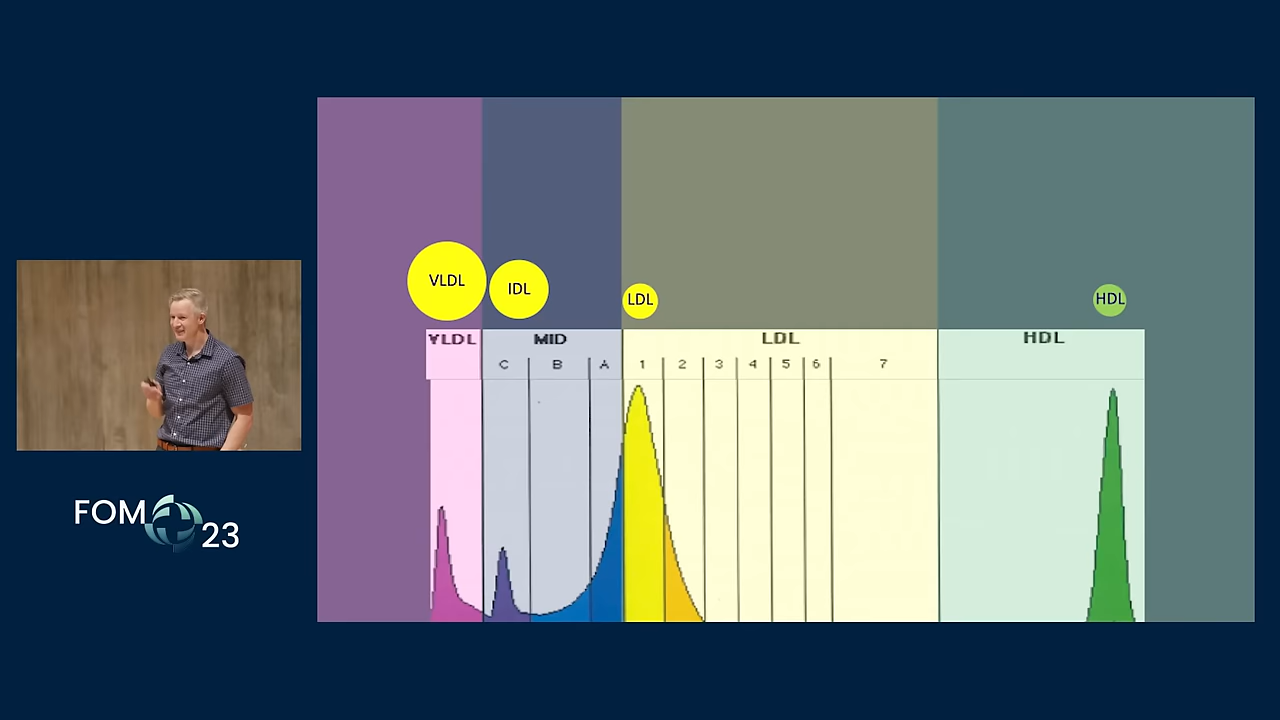 VLDL
IDL
LDL
HDL
VLDL MID LDL HDL
C B A 1 2 3 4 5 6 7
FOM 23